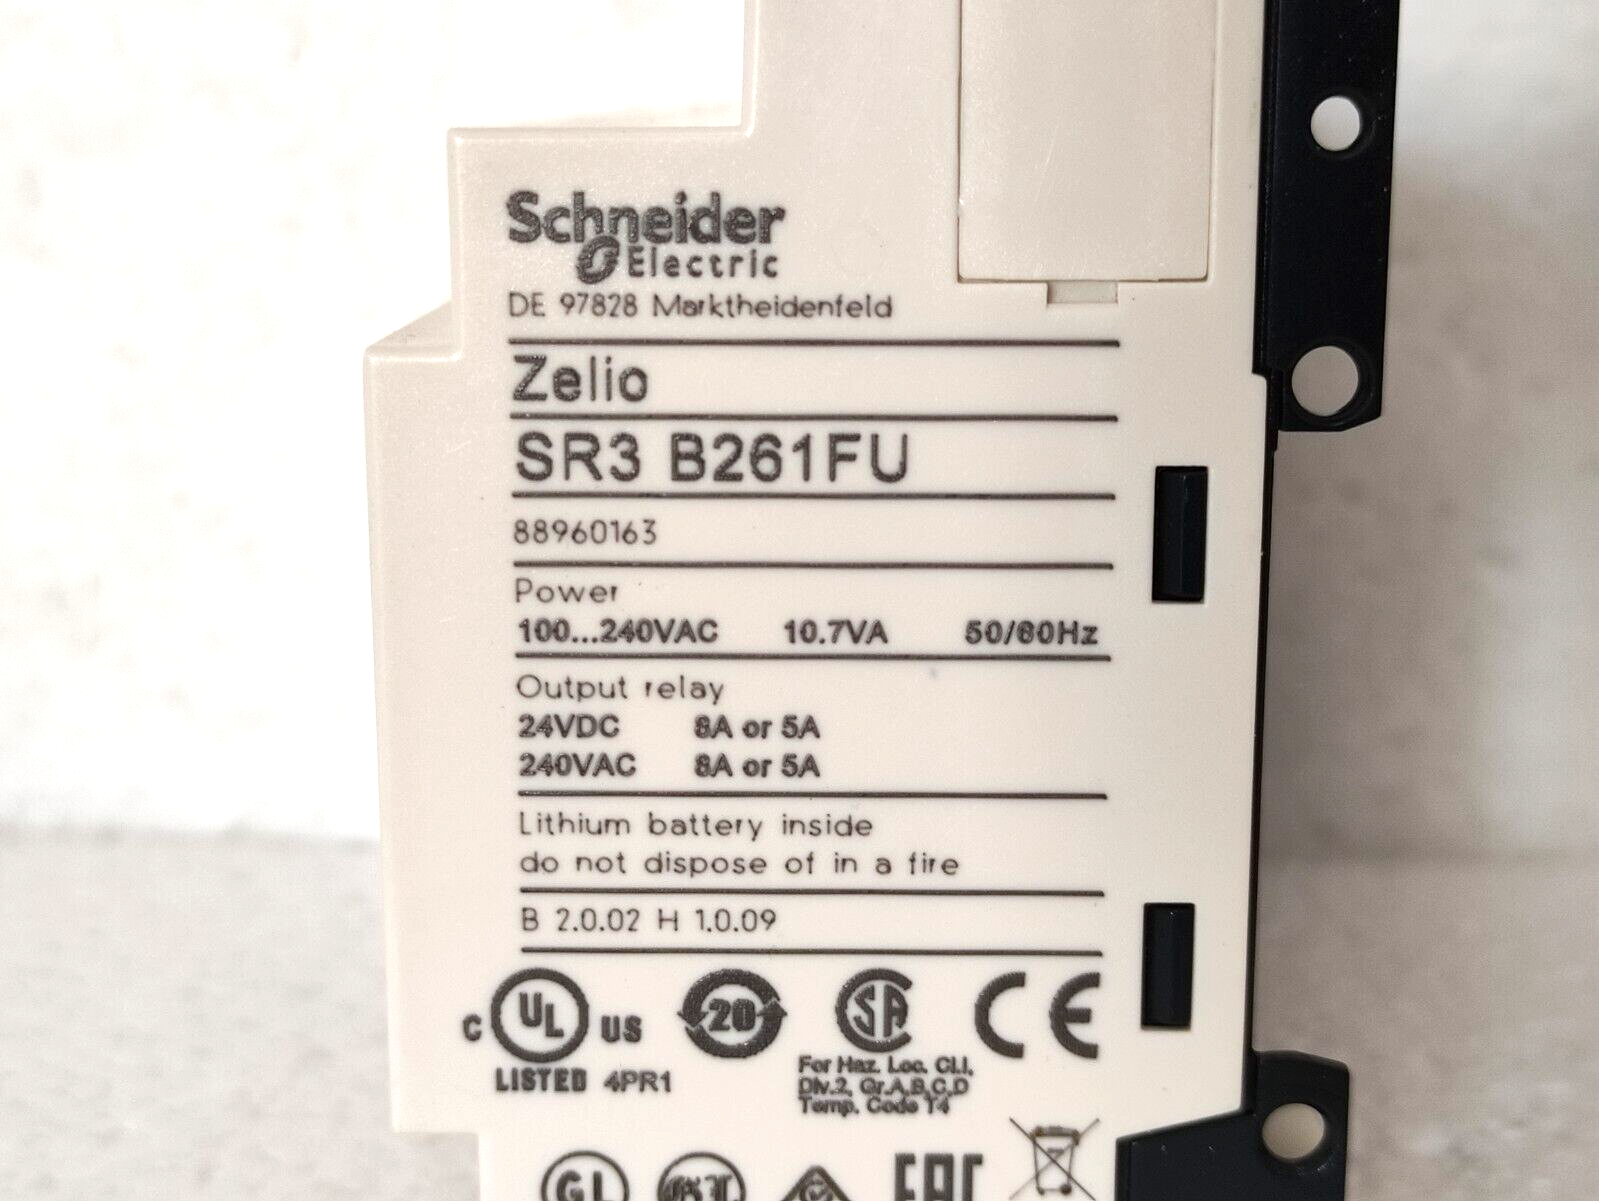 Schneider
Electric
DE 97828 Marktheidenfeld
Zelio
SR3 B261FU
88960163
Power
100...240VAC 10.7VA 50/60Hz
Output relay
24VDC 8A or 5A
240VAC 8A or 5A
Lithium battery inside
do not dispose of in a fire
B 2.0.02 H 1.0.09
C UL US 20 SA CE
LISTED 4PR1
For Haz. Loc. Cl.I,
Div.2, Gr.A,B,C,D
Temp. Code T4
GL EAC